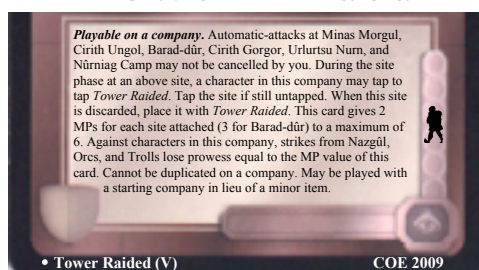 Playable on a company. Automatic-attacks at Minas Morgul,
Cirith Ungol, Barad-dûr, Cirith Gorgor, Urlurtsu Nurn, and
Nûrniag Camp may not be cancelled by you. During the site
phase at an above site, a character in this company may tap to
tap Tower Raided. Tap the site if still untapped. When this site
is discarded, place it with Tower Raided. This card gives 2
MPs for each site attached (3 for Barad-dûr) to a maximum of
6. Against characters in this company, strikes from Nazgûl,
Orcs, and Trolls lose prowess equal to the MP value of this
card. Cannot be duplicated on a company. May be played with
a starting company in lieu of a minor item.
• Tower Raided (V) COE 2009